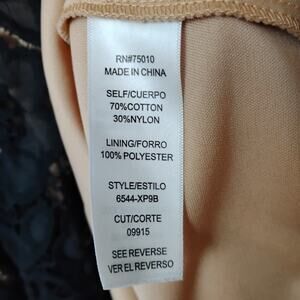 RN#75010
MADE IN CHINA
SELF/CUERPO
70%COTTON
30%NYLON
LINING/FORRO
100% POLYESTER
STYLE/ESTILO
6544-XP9B
CUT/CORTE
09915
SEE REVERSE
VER EL REVERSO